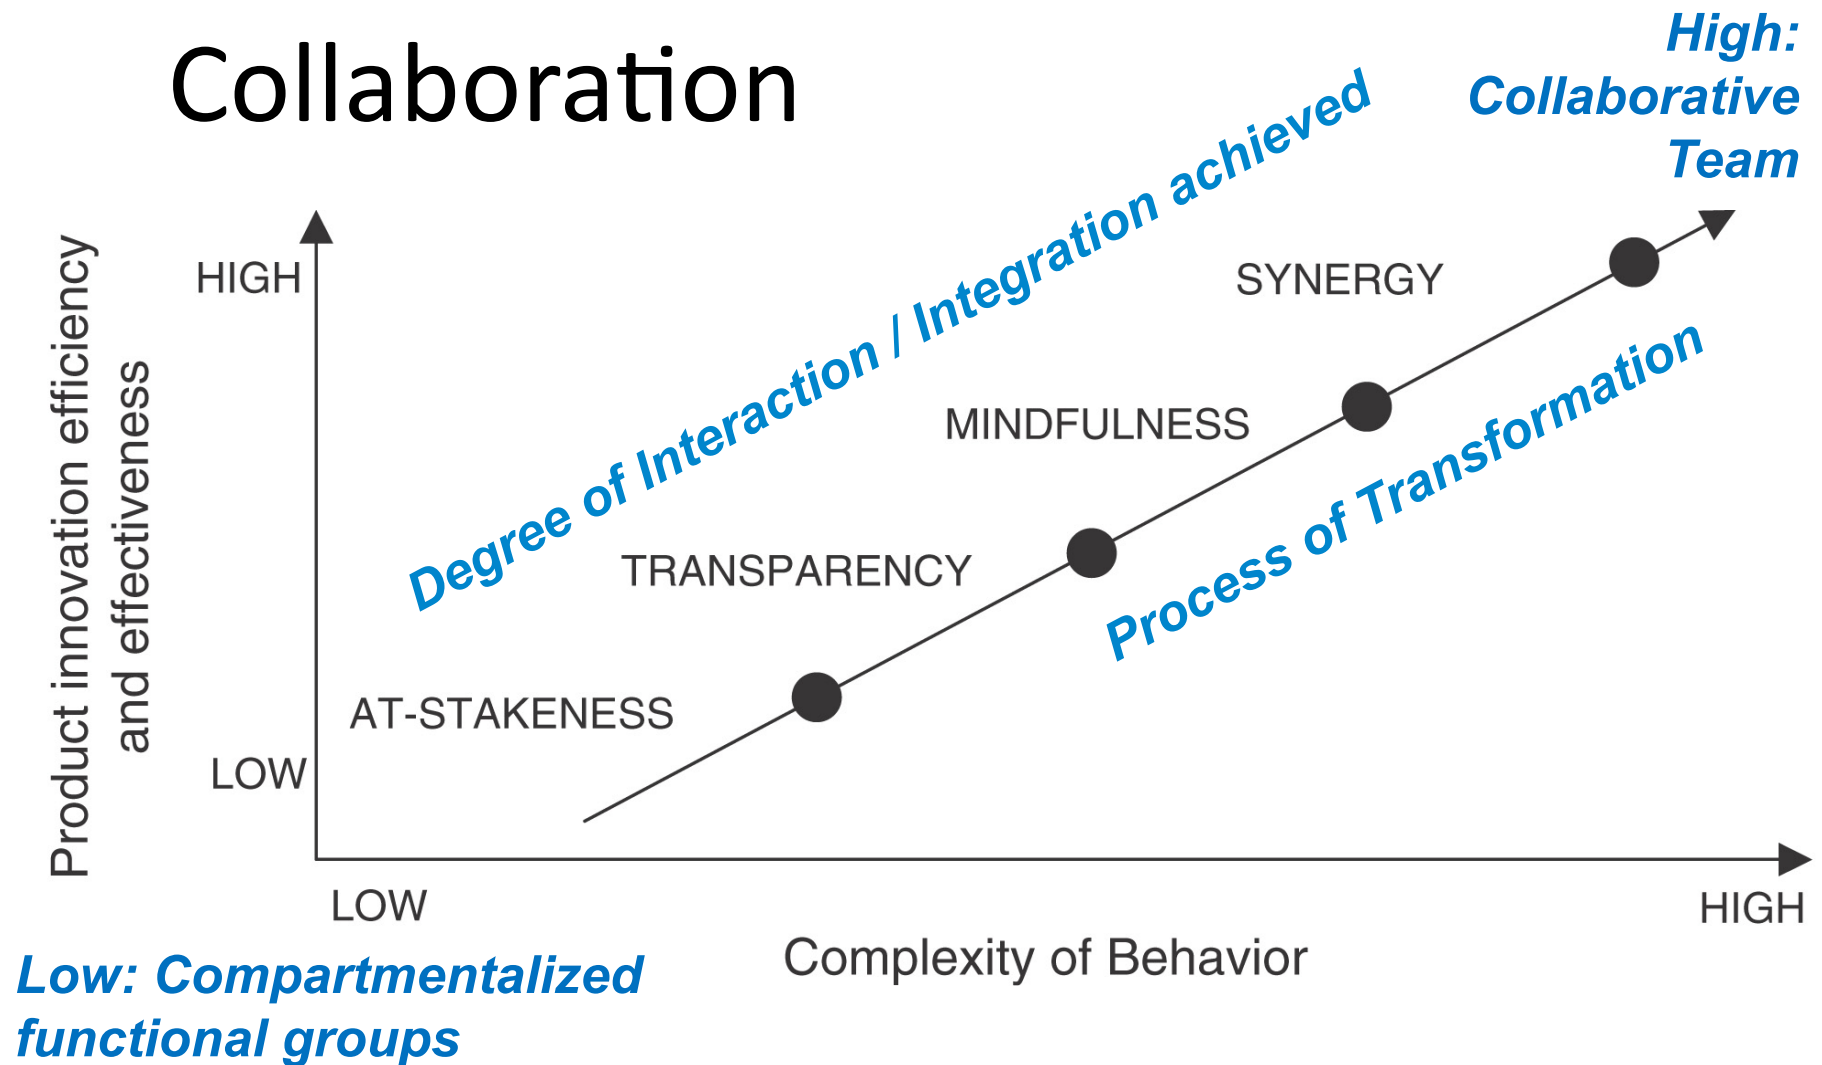 Collaboration
High:
Collaborative
Team
Degree of Interaction / Integration achieved
Product innovation efficiency
and effectiveness
HIGH
SYNERGY
MINDFULNESS
Process of Transformation
TRANSPARENCY
AT-STAKENESS
LOW
LOW
HIGH
Complexity of Behavior
Low: Compartmentalized
functional groups